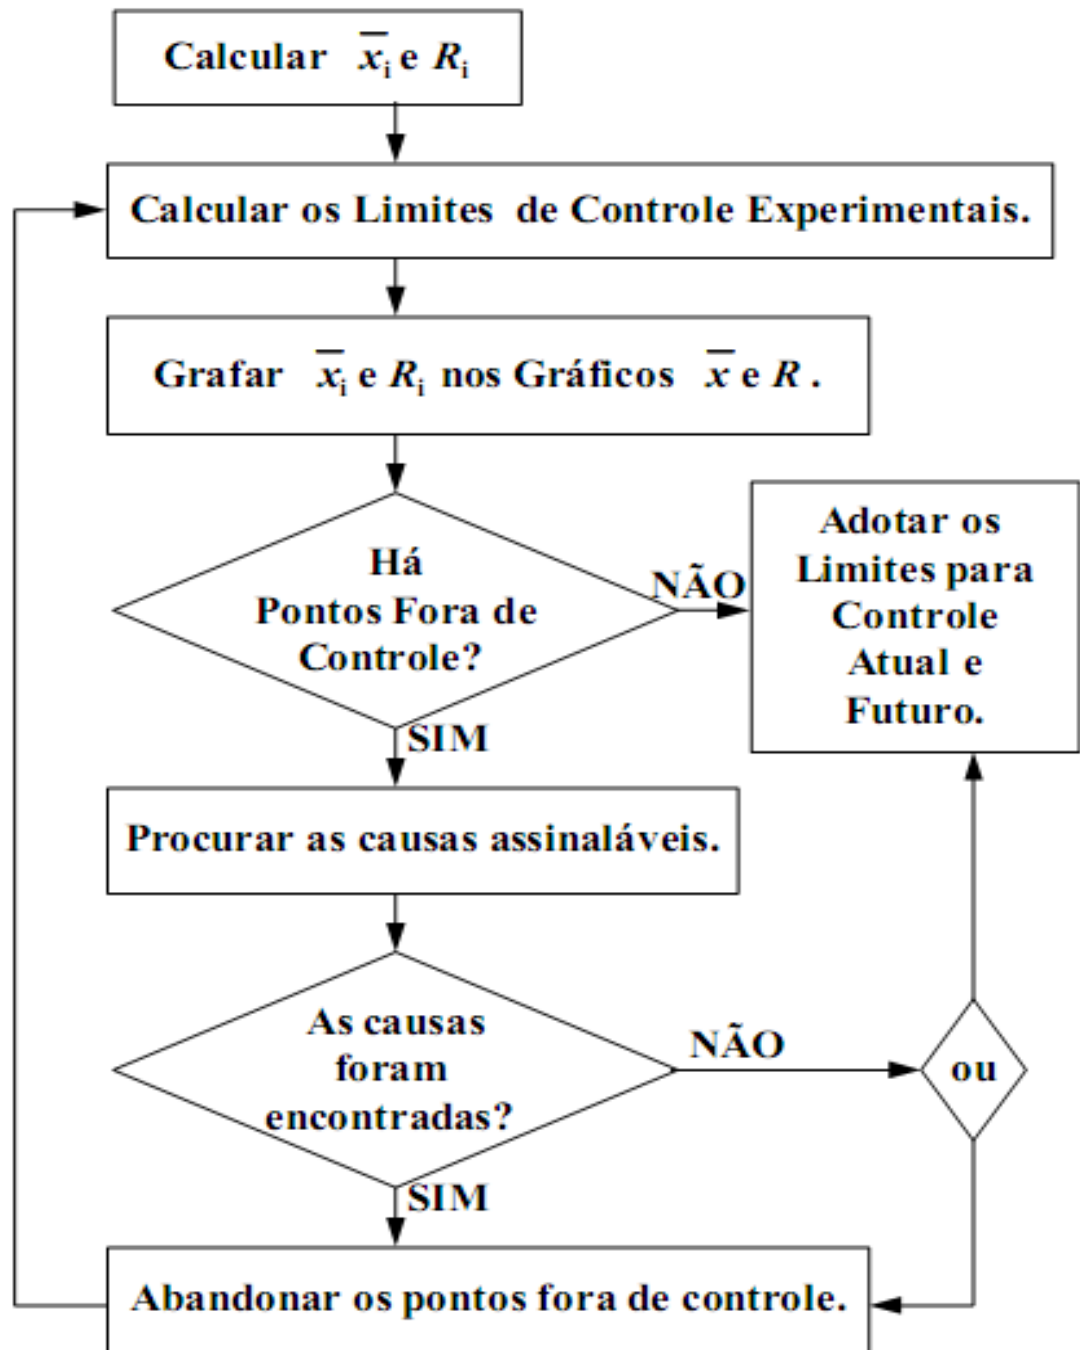 Calcular x̅ᵢ e Rᵢ
Calcular os Limites de Controle Experimentais.
Grafar x̅ᵢ e Rᵢ nos Gráficos x̅ e R .
Há
Pontos Fora de
Controle?
NÃO
Adotar os
Limites para
Controle
Atual e
Futuro.
SIM
Procurar as causas assinaláveis.
As causas
foram
encontradas?
NÃO
ou
SIM
Abandonar os pontos fora de controle.